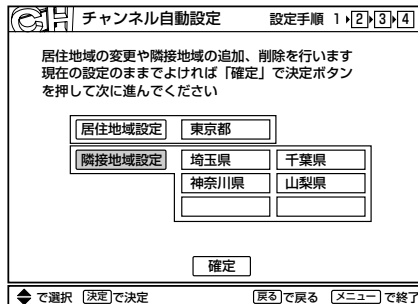 CH チャンネル自動設定 設定手順 1 2 3 4
居住地域の変更や隣接地域の追加、削除を行います
現在の設定のままでよければ「確定」で決定ボタン
を押して次に進んでください
居住地域設定 東京都
隣接地域設定 埼玉県 千葉県
神奈川県 山梨県
確定
で選択 決定で決定 戻るで戻る メニューで終了